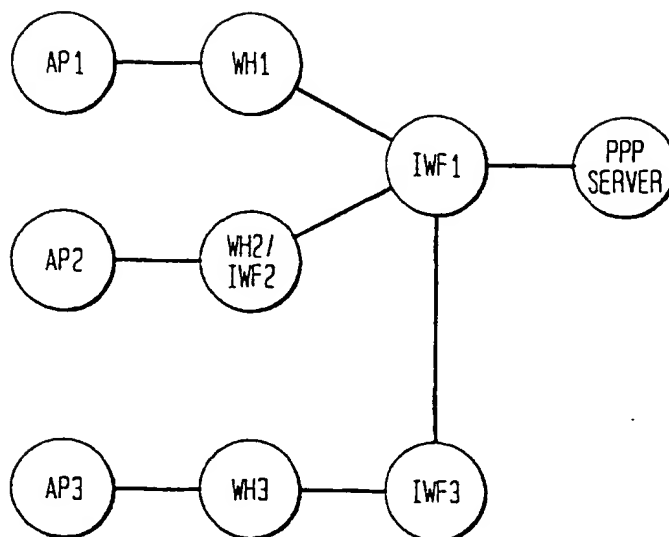 AP1
WH1
IWF1
PPP
SERVER
AP2
WH2/
IWF2
AP3
WH3
IWF3